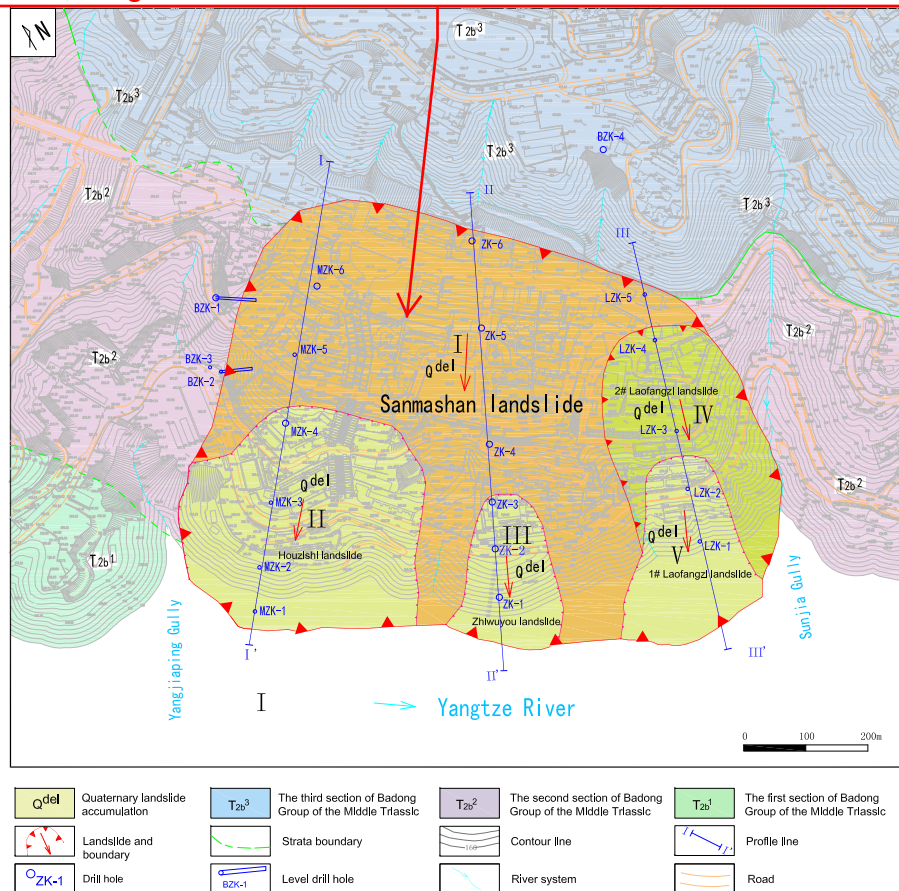 N
T2b3
T2b3
T2b3
T2b3
BZK-4
I
II
III
T2b2
ZK-6
MZK-6
LZK-5
BZK-1
ZK-5
T2b2
I
Qdel
LZK-4
T2b2
MZK-5
BZK-3
BZK-2
2# Laofangzi landslide
Sanmashan landslide
Qdel
IV
MZK-4
LZK-3
ZK-4
Qdel
T2b2
LZK-2
MZK-3
ZK-3
II
III
Qdel
LZK-1
ZK-2
V
Houzishi landslide
T2b1
MZK-2
Qdel
1# Laofangzi landslide
ZK-1
MZK-1
Zhiwuyou landslide
Yangjiaping Gully
Sunjia Gully
I'
II'
III'
I
Yangtze River
0 100 200m
Qdel Quaternary landslide accumulation
T2b3 The third section of Badong Group of the Middle Triassic
T2b2 The second section of Badong Group of the Middle Triassic
T2b1 The first section of Badong Group of the Middle Triassic
Landslide and boundary
Strata boundary
160 Contour line
I I' Profile line
ZK-1 Drill hole
BZK-1 Level drill hole
River system
Road